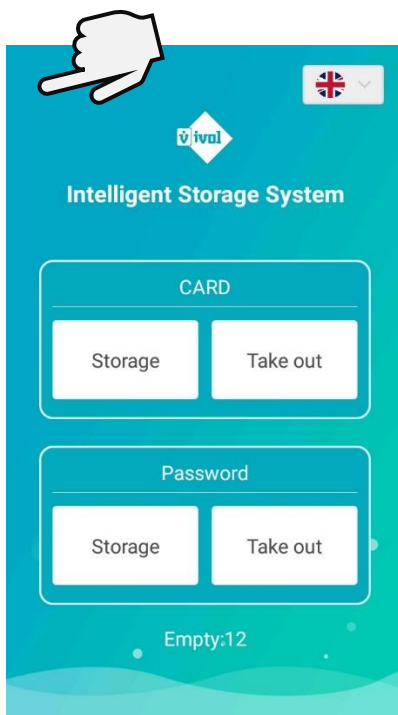 v̇ ivol
Intelligent Storage System
CARD
Storage Take out
Password
Storage Take out
Empty:12